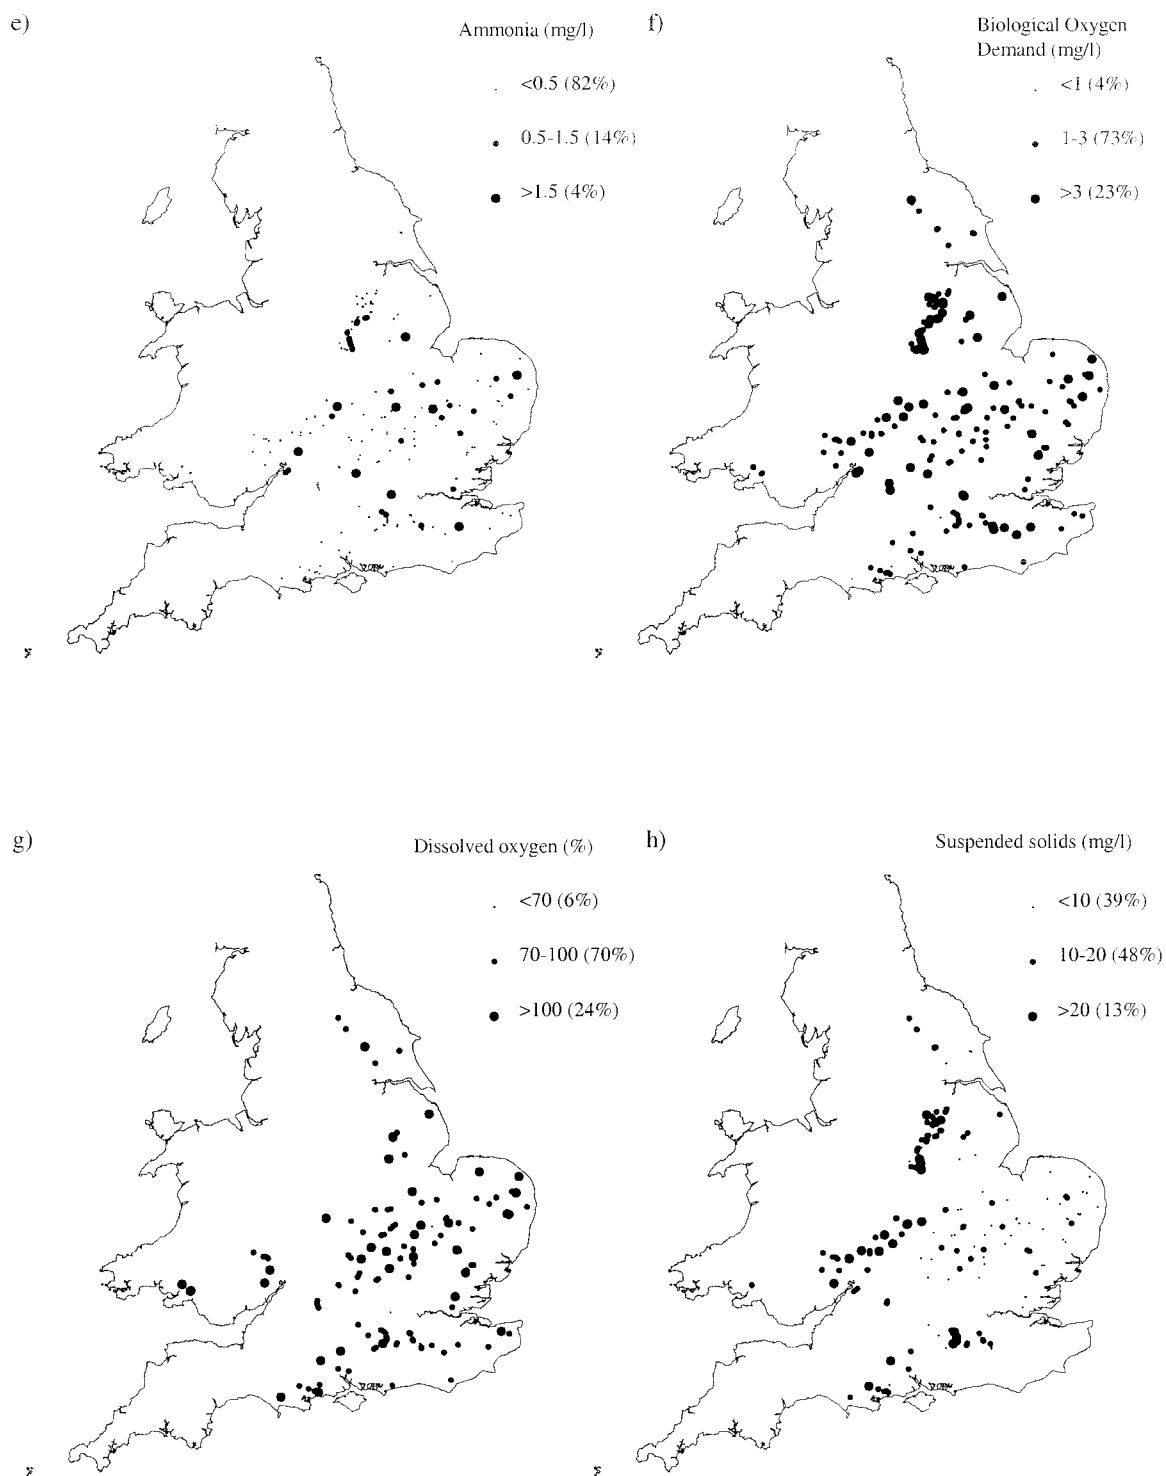 e)
Ammonia (mg/l)
<0.5 (82%)
0.5-1.5 (14%)
>1.5 (4%)
f)
Biological Oxygen
Demand (mg/l)
<1 (4%)
1-3 (73%)
>3 (23%)
g)
Dissolved oxygen (%)
<70 (6%)
70-100 (70%)
>100 (24%)
h)
Suspended solids (mg/l)
<10 (39%)
10-20 (48%)
>20 (13%)